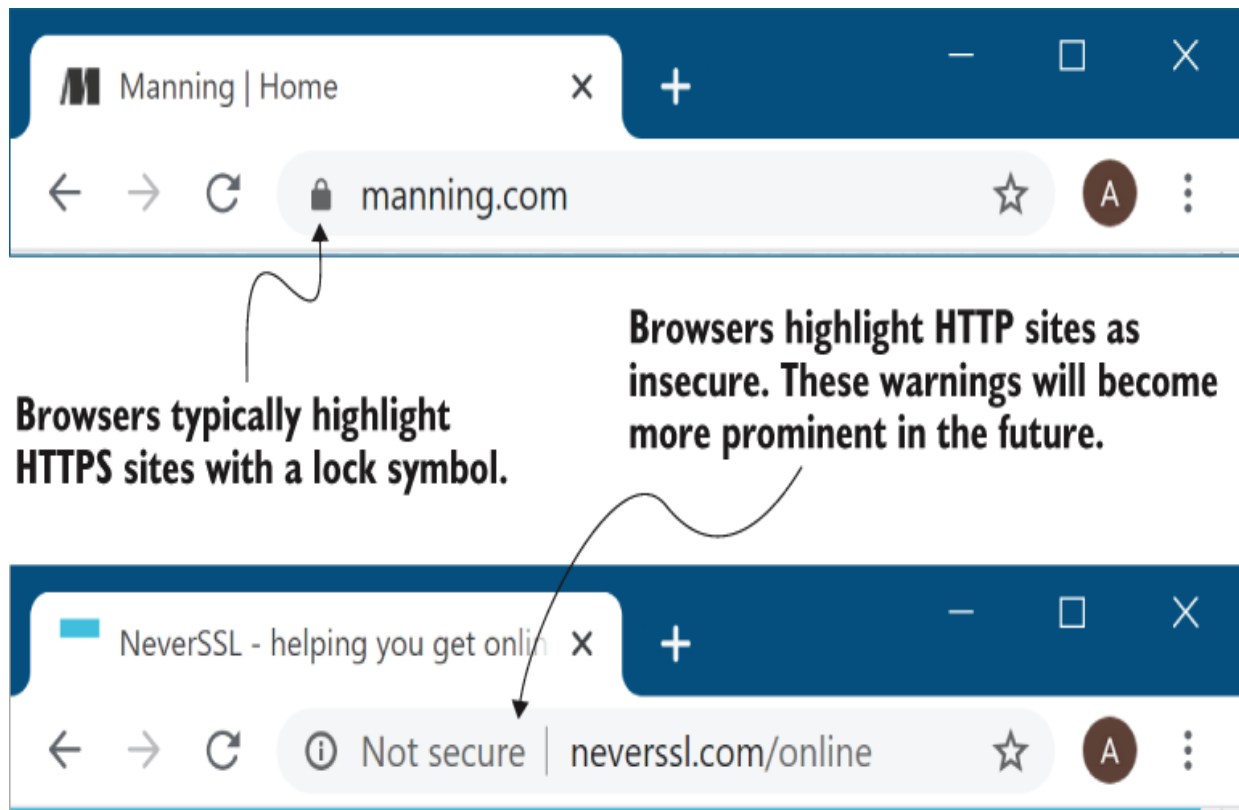 Manning | Home
manning.com
A
Browsers typically highlight
HTTPS sites with a lock symbol.
Browsers highlight HTTP sites as
insecure. These warnings will become
more prominent in the future.
NeverSSL - helping you get onlin
Not secure | neverssl.com/online
A